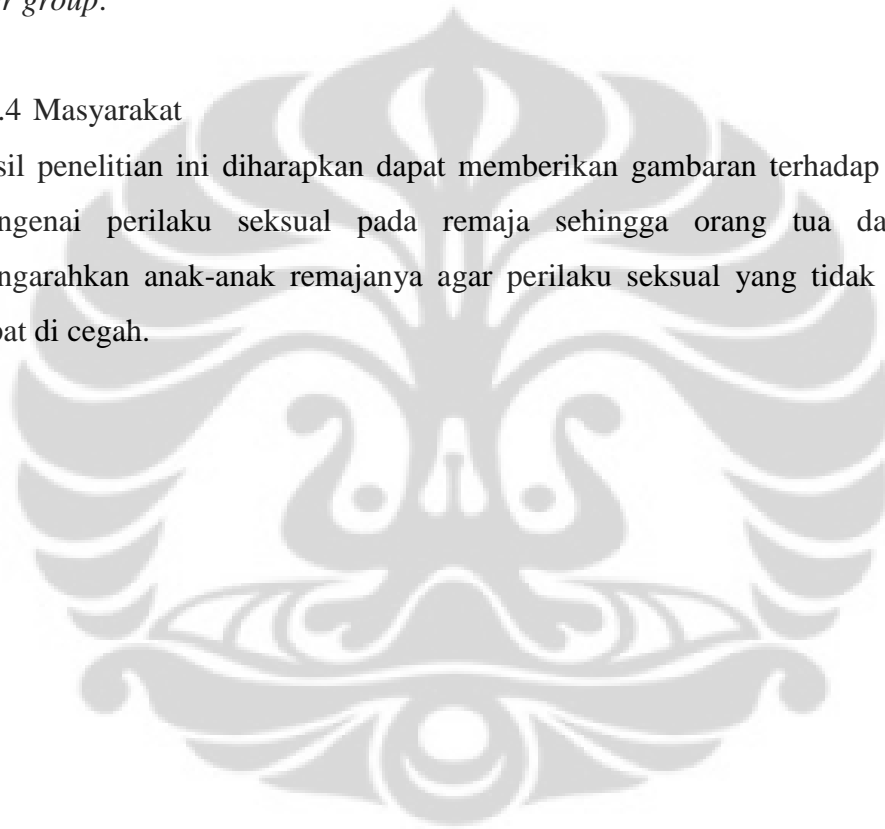 r group.
.4 Masyarakat
sil penelitian ini diharapkan dapat memberikan gambaran terhadap
ngenai perilaku seksual pada remaja sehingga orang tua da
ngarahkan anak-anak remajanya agar perilaku seksual yang tidak
pat di cegah.